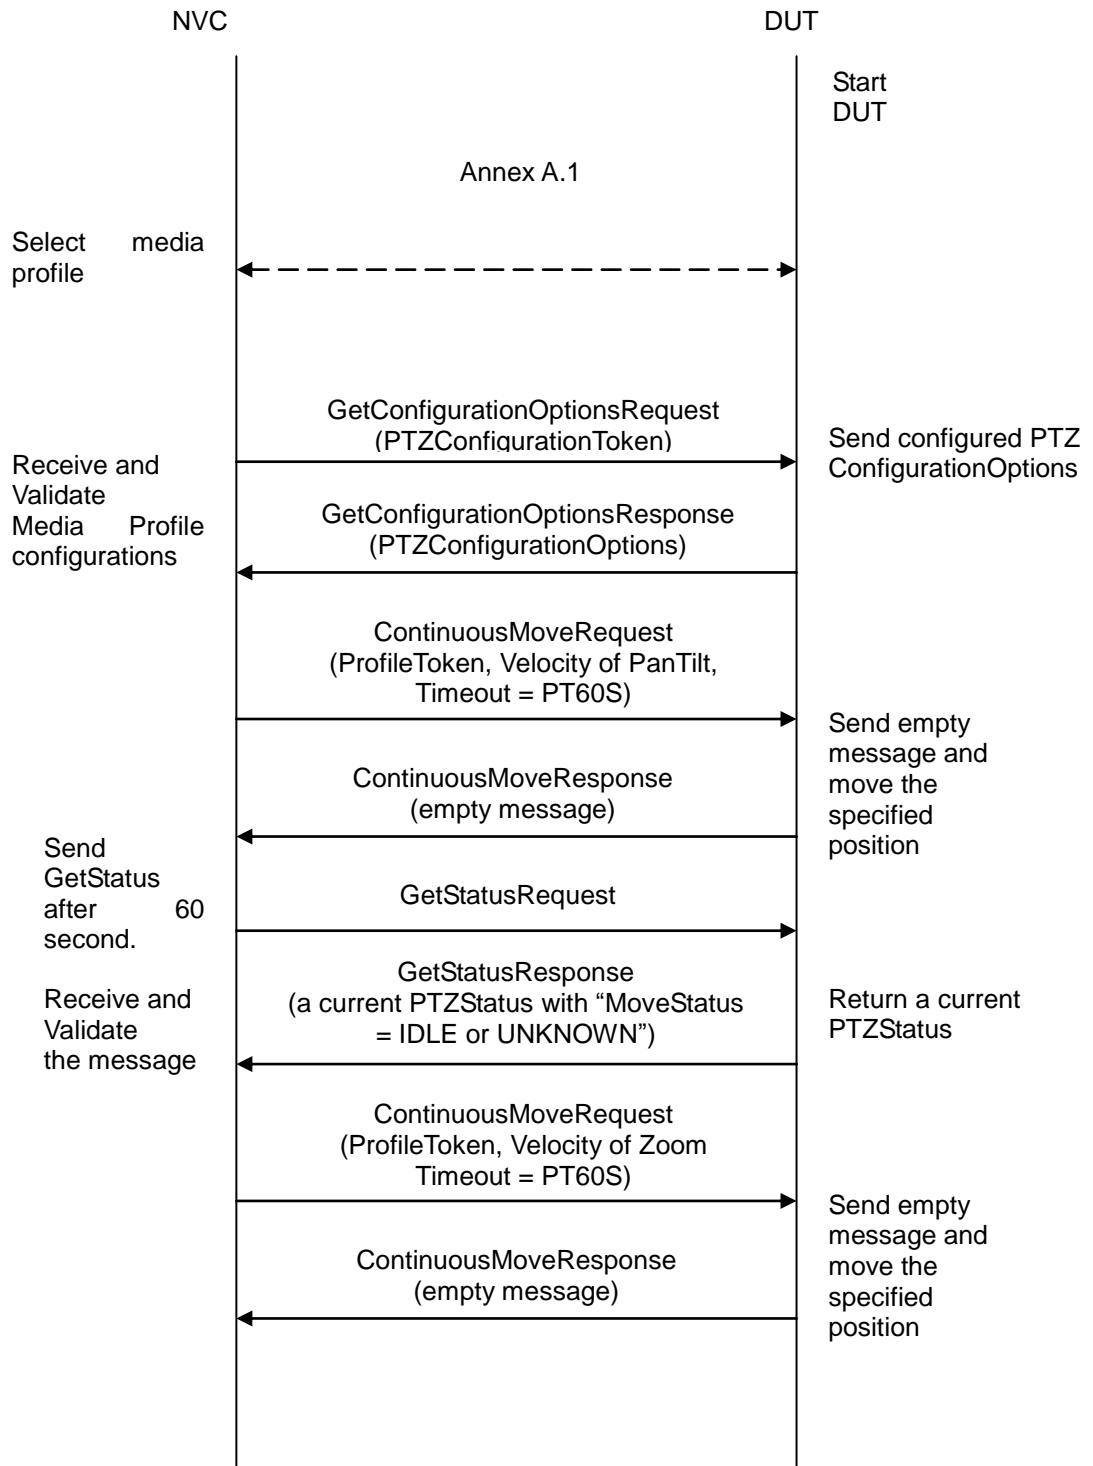 NVC
DUT
Start
DUT
Annex A.1
Select media
profile
GetConfigurationOptionsRequest
(PTZConfigurationToken)
Send configured PTZ
ConfigurationOptions
Receive and
Validate
Media Profile
configurations
GetConfigurationOptionsResponse
(PTZConfigurationOptions)
ContinuousMoveRequest
(ProfileToken, Velocity of PanTilt,
Timeout = PT60S)
Send empty
message and
move the
specified
position
ContinuousMoveResponse
(empty message)
Send
GetStatus
after 60
second.
GetStatusRequest
GetStatusResponse
(a current PTZStatus with “MoveStatus
= IDLE or UNKNOWN”)
Receive and
Validate
the message
Return a current
PTZStatus
ContinuousMoveRequest
(ProfileToken, Velocity of Zoom
Timeout = PT60S)
Send empty
message and
move the
specified
position
ContinuousMoveResponse
(empty message)